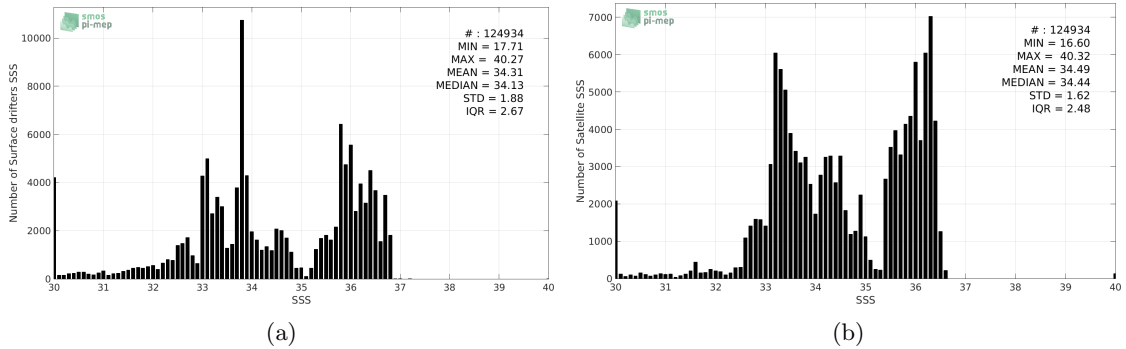 smos
pi-mep
# : 124934
MIN = 17.71
MAX = 40.27
MEAN = 34.31
MEDIAN = 34.13
STD = 1.88
IQR = 2.67
Number of Surface drifters SSS
10000
8000
6000
4000
2000
0
30 31 32 33 34 35 36 37 38 39 40
SSS
(a)
smos
pi-mep
# : 124934
MIN = 16.60
MAX = 40.32
MEAN = 34.49
MEDIAN = 34.44
STD = 1.62
IQR = 2.48
Number of Satellite SSS
7000
6000
5000
4000
3000
2000
1000
0
30 31 32 33 34 35 36 37 38 39 40
SSS
(b)